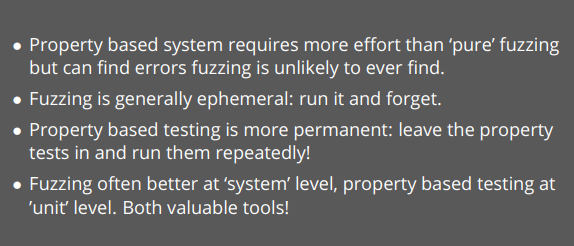 • Property based system requires more effort than ‘pure’ fuzzing
but can find errors fuzzing is unlikely to ever find.
• Fuzzing is generally ephemeral: run it and forget.
• Property based testing is more permanent: leave the property
tests in and run them repeatedly!
• Fuzzing often better at ‘system’ level, property based testing at
’unit’ level. Both valuable tools!